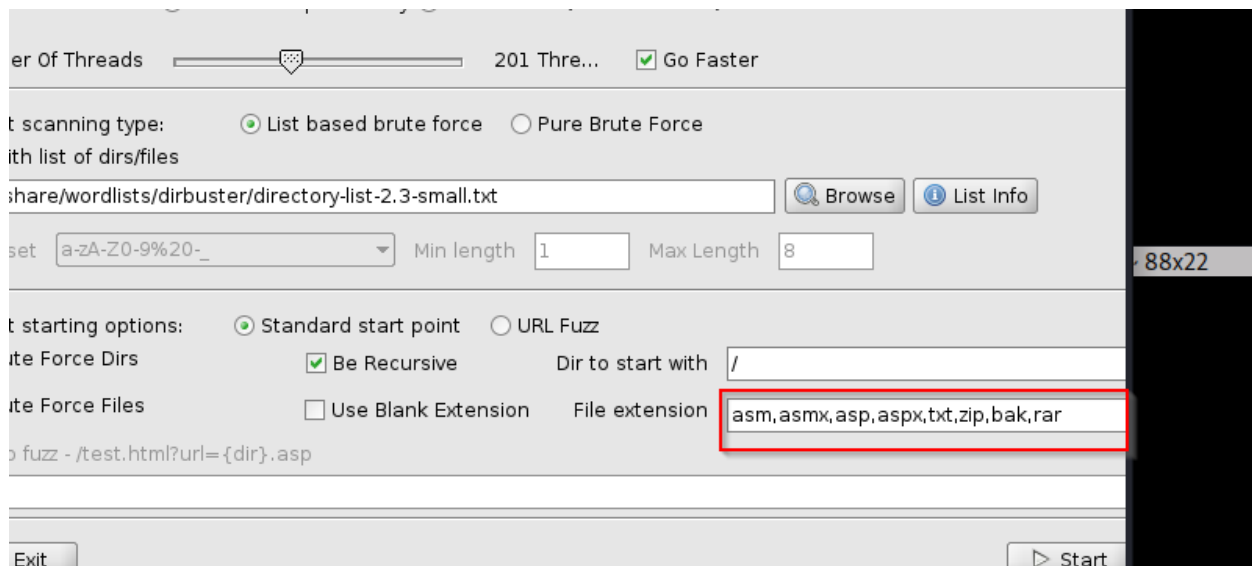 er Of Threads 201 Thre... Go Faster
t scanning type: List based brute force Pure Brute Force
ith list of dirs/files
share/wordlists/dirbuster/directory-list-2.3-small.txt Browse List Info
set a-zA-Z0-9%20-_ Min length 1 Max Length 8
88x22
t starting options: Standard start point URL Fuzz
ute Force Dirs Be Recursive Dir to start with /
ute Force Files Use Blank Extension File extension asm,asmx,asp,aspx,txt,zip,bak,rar
o fuzz - /test.html?url={dir}.asp
Exit Start